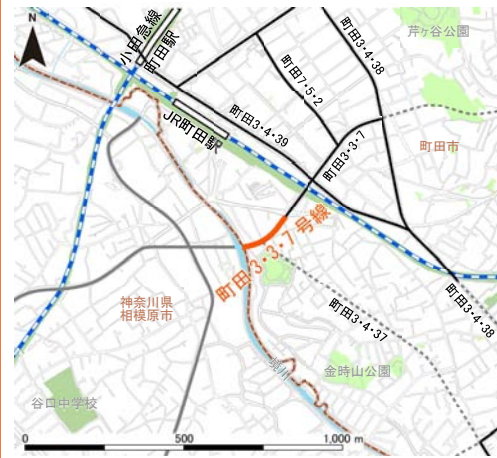 N
小田急線
町田駅
町田3・4・38
芹ヶ谷公園
町田7・5・2
JR町田駅
町田3・4・39
町田3・3・7
町田市
町田・3・3・7 号線
神奈川県
相模原市
町田3・4・37
町田3・4・38
境川
金時山公園
谷口中学校
0 500 1,000 m